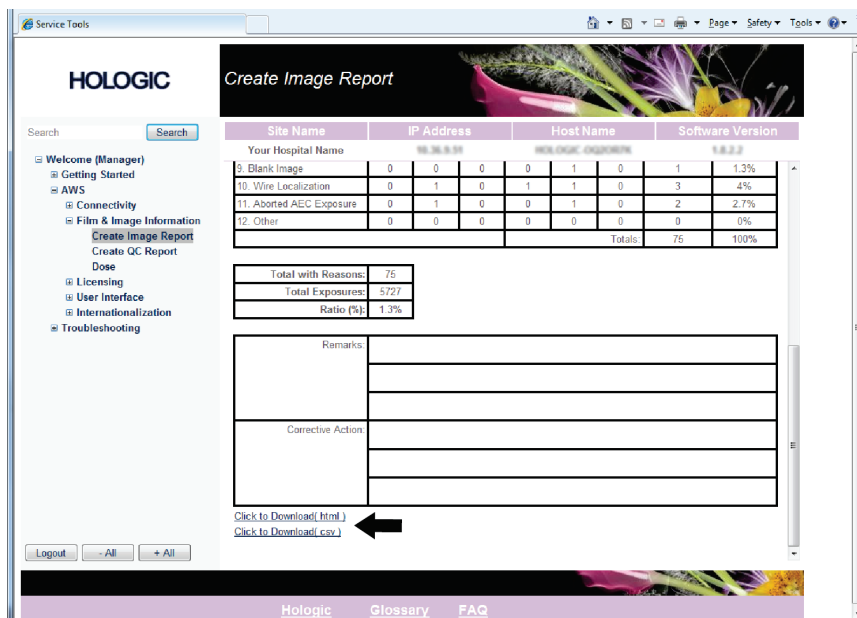 Service Tools
Page Safety Tools
HOLOGIC
Create Image Report
Search Search
Site Name IP Address Host Name Software Version
Your Hospital Name
Welcome (Manager)
Getting Started
AWS
Connectivity
Film & Image Information
Create Image Report
Create QC Report
Dose
Licensing
User Interface
Internationalization
Troubleshooting
9. Blank Image 0 0 0 0 1 0 1 1.3%
10. Wire Localization 0 1 0 1 1 0 3 4%
11. Aborted AEC Exposure 0 1 0 0 1 0 2 2.7%
12. Other 0 0 0 0 0 0 0 0%
Totals: 75 100%
Total with Reasons: 75
Total Exposures: 5727
Ratio (%): 1.3%
Remarks:
Corrective Action:
Click to Download( html )
Click to Download( csv )
Logout - All + All
Hologic Glossary FAQ